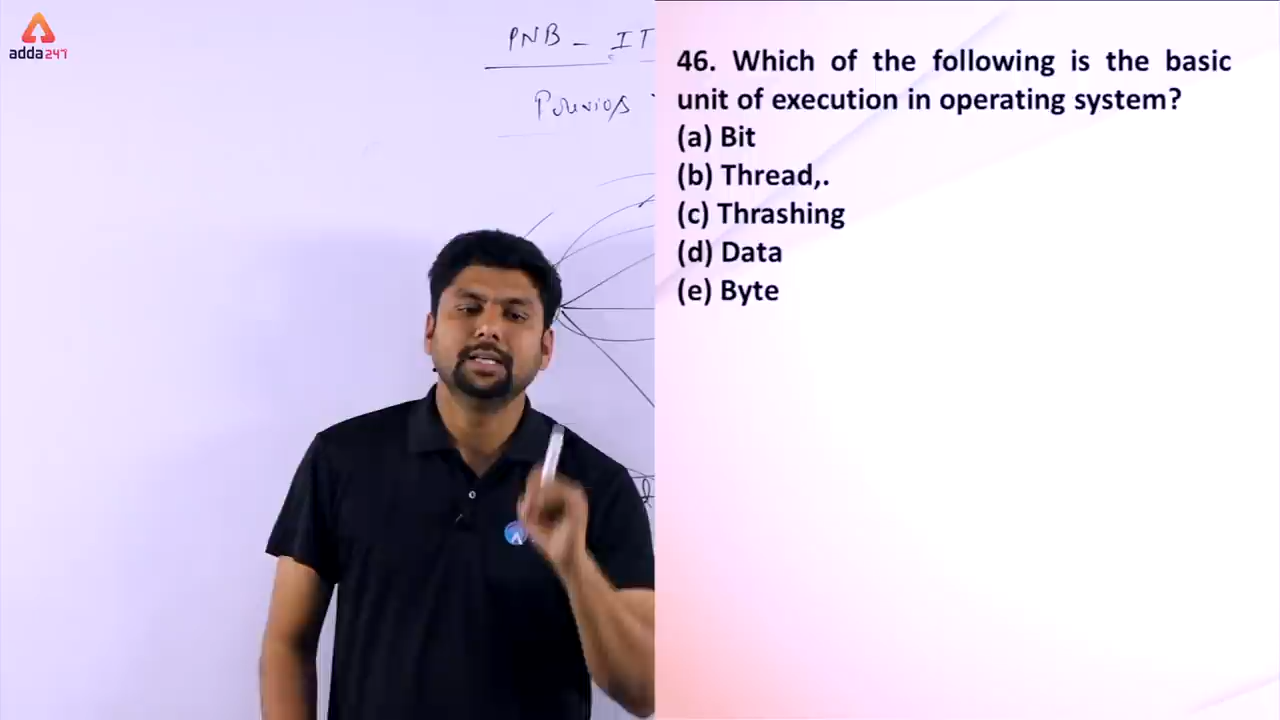 adda247
PNB - IT
46. Which of the following is the basic
unit of execution in operating system?
(a) Bit
(b) Thread,.
(c) Thrashing
(d) Data
(e) Byte